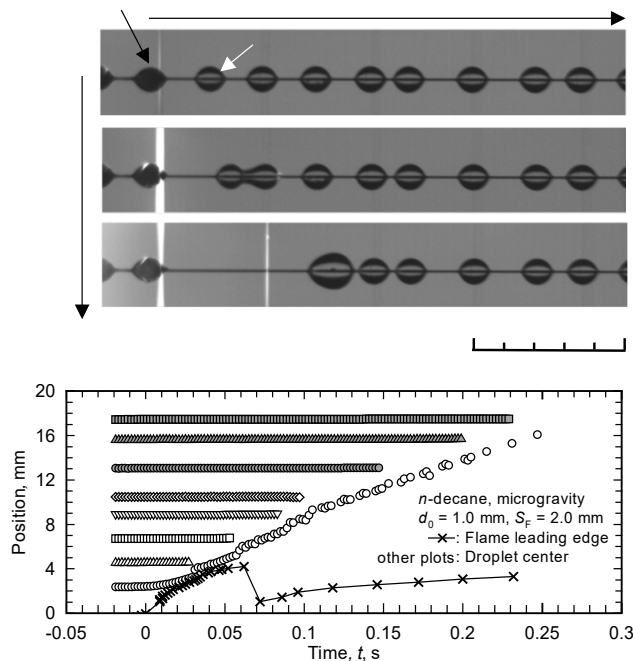 20
16
12
8
4
0
Position, mm
n-decane, microgravity
d0 = 1.0 mm, SF = 2.0 mm
: Flame leading edge
other plots: Droplet center
-0.05 0 0.05 0.1 0.15 0.2 0.25 0.3
Time, t, s